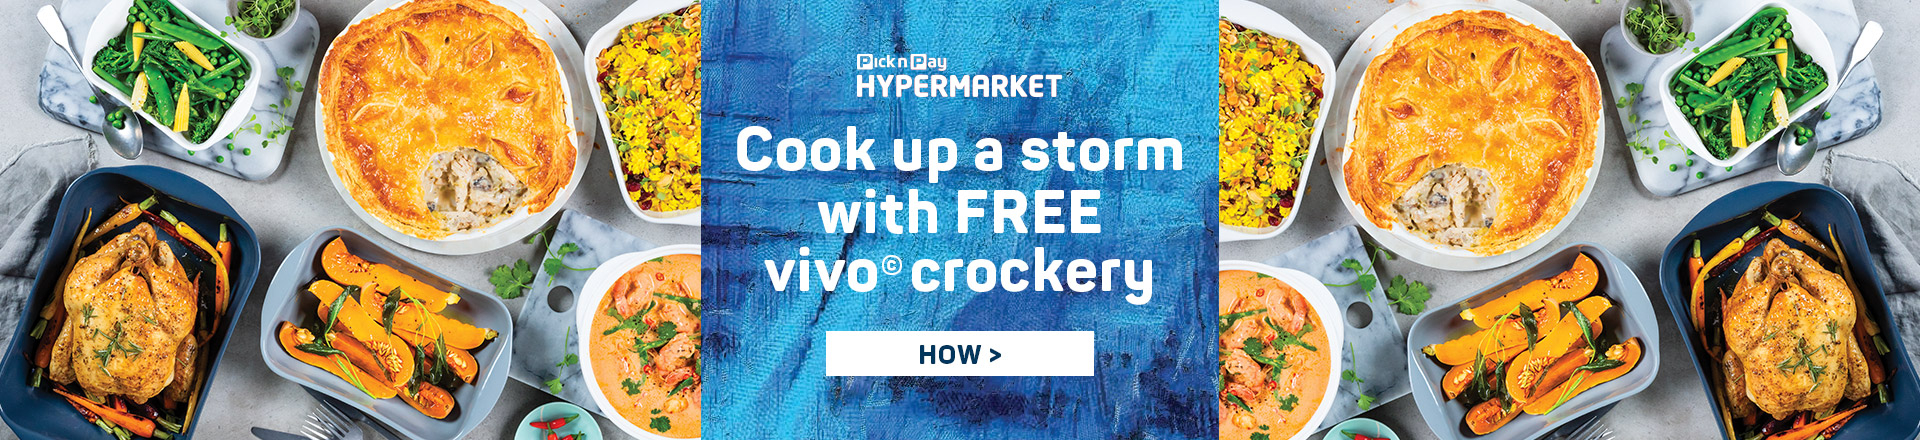 Pick n Pay
HYPERMARKET
Cook up a storm
with FREE
vivo© crockery
HOW >